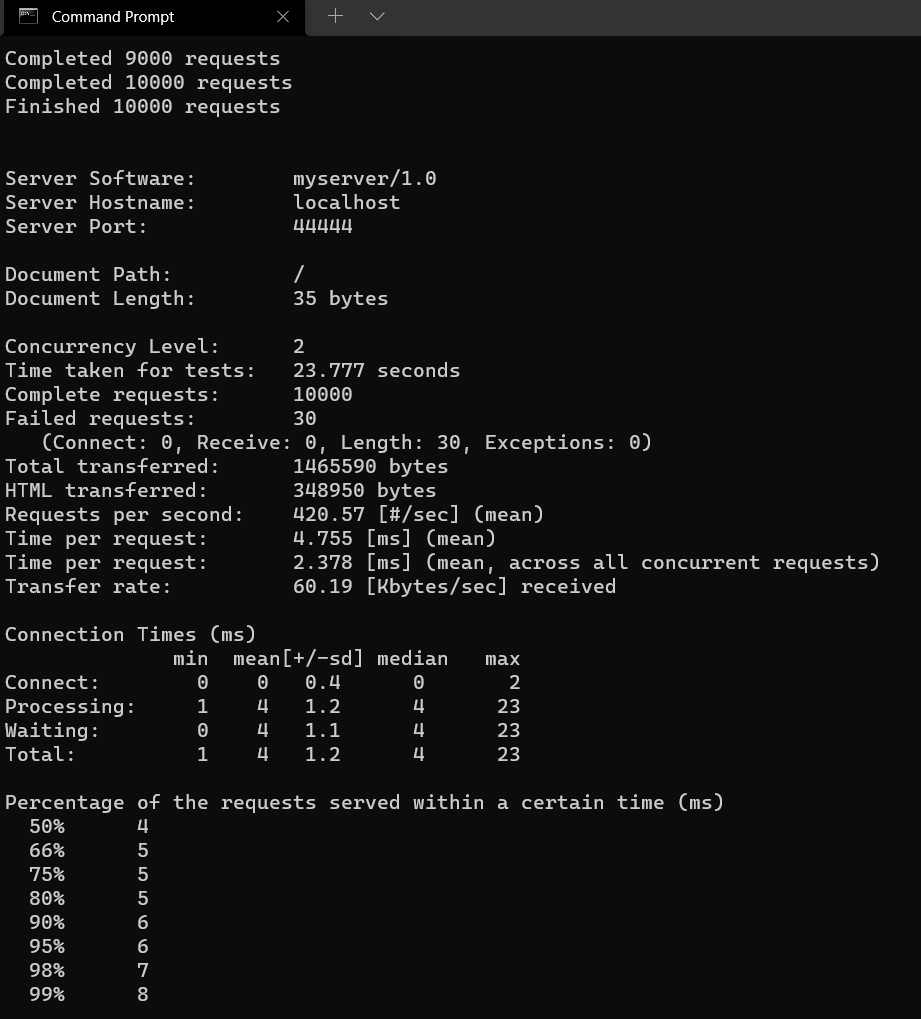 Command Prompt
Completed 9000 requests
Completed 10000 requests
Finished 10000 requests
Server Software:        myserver/1.0
Server Hostname:        localhost
Server Port:            44444
Document Path:          /
Document Length:        35 bytes
Concurrency Level:      2
Time taken for tests:   23.777 seconds
Complete requests:      10000
Failed requests:        30
   (Connect: 0, Receive: 0, Length: 30, Exceptions: 0)
Total transferred:      1465590 bytes
HTML transferred:       348950 bytes
Requests per second:    420.57 [#/sec] (mean)
Time per request:       4.755 [ms] (mean)
Time per request:       2.378 [ms] (mean, across all concurrent requests)
Transfer rate:          60.19 [Kbytes/sec] received
Connection Times (ms)
              min  mean[+/-sd] median   max
Connect:        0    0   0.4      0       2
Processing:     1    4   1.2      4      23
Waiting:        0    4   1.1      4      23
Total:          1    4   1.2      4      23
Percentage of the requests served within a certain time (ms)
  50%      4
  66%      5
  75%      5
  80%      5
  90%      6
  95%      6
  98%      7
  99%      8